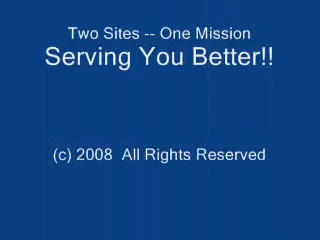 Two Sites -- One Mission
Serving You Better!!
(c) 2008  All Rights Reserved